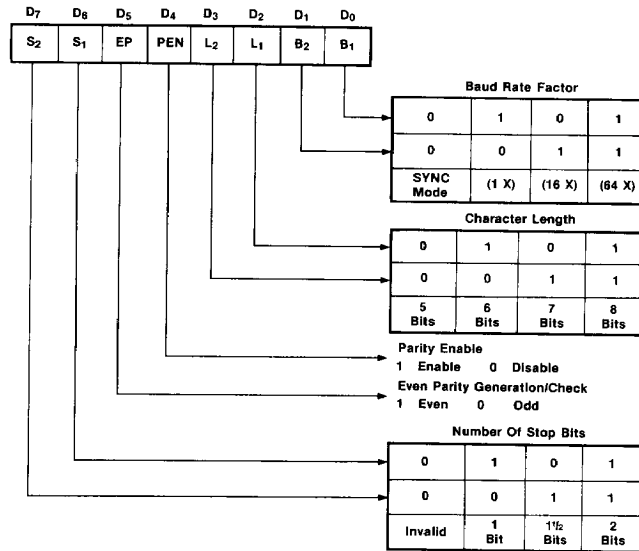 D7 D6 D5 D4 D3 D2 D1 D0
S2 S1 EP PEN L2 L1 B2 B1
Baud Rate Factor
0 1 0 1
0 0 1 1
SYNC Mode (1 X) (16 X) (64 X)
Character Length
0 1 0 1
0 0 1 1
5 Bits 6 Bits 7 Bits 8 Bits
Parity Enable
1 Enable 0 Disable
Even Parity Generation/Check
1 Even 0 Odd
Number Of Stop Bits
0 1 0 1
0 0 1 1
Invalid 1 Bit 1½ Bits 2 Bits